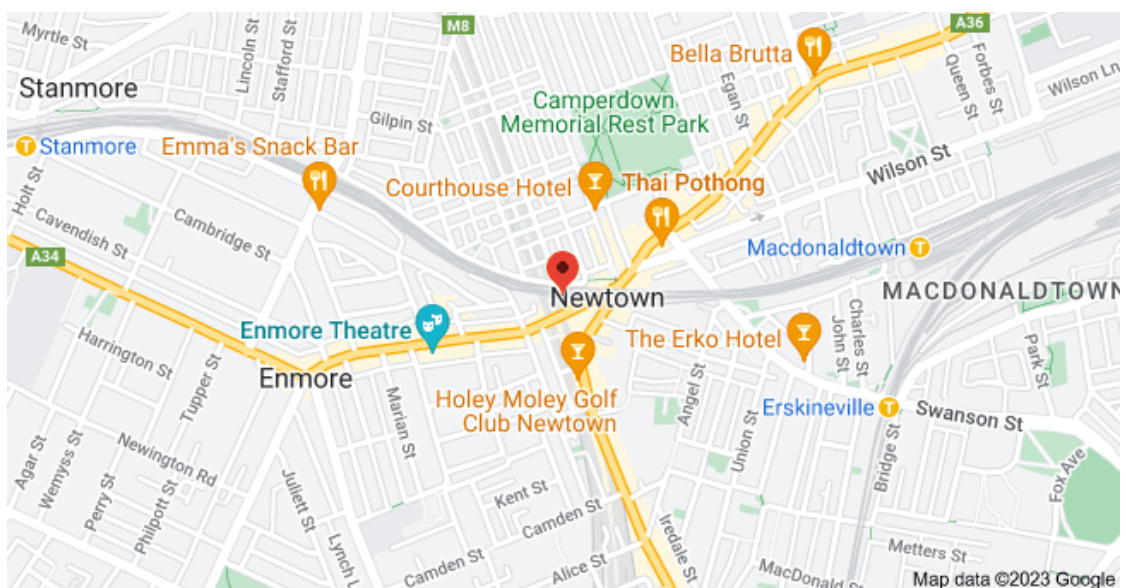 M8
A36
Myrtle St
Lincoln St
Stafford St
Bella Brutta
Egan St
Queen St
Forbes St
Wilson Ln
Stanmore
Gilpin St
Camperdown
Memorial Rest Park
T Stanmore
Emma's Snack Bar
Courthouse Hotel
Thai Pothong
Wilson St
Holt St
Cavendish St
Cambridge St
A34
Macdonaldtown T
Newtown
MACDONALDTOWN
Enmore Theatre
Harrington St
Tupper St
Enmore
The Erko Hotel
Charles St
John St
Park St
Holey Moley Golf
Club Newtown
Marian St
Angel St
Union St
Erskineville T
Swanson St
Bridge St
Fox Ave
Agar St
Wemyss St
Perry St
Philpott St
Newington Rd
Juliett St
Lynch L
Kent St
Camden St
Camden St
Alice St
Iredale St
MacDonald St
Metters St
Map data ©2023 Google